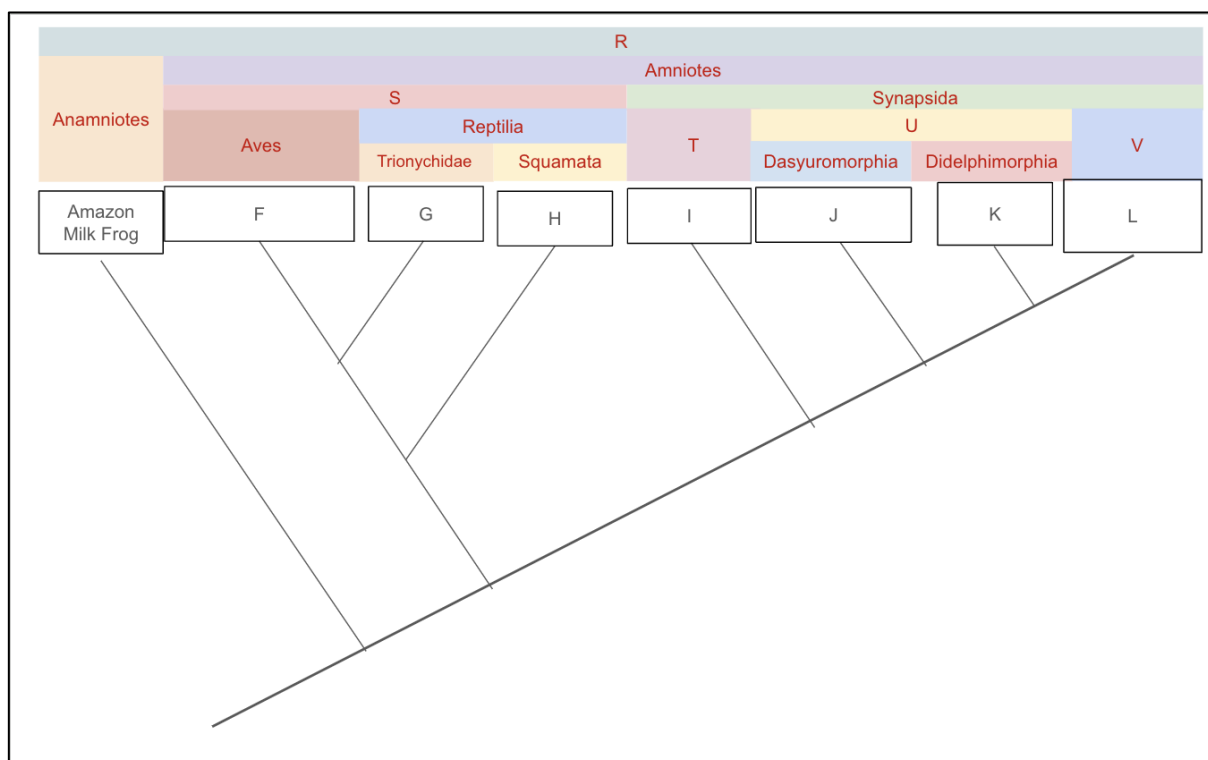 R
Amniotes
Anamniotes
S
Synapsida
Aves
Reptilia
T
U
V
Trionychidae
Squamata
Dasyuromorphia
Didelphimorphia
Amazon
Milk Frog
F
G
H
I
J
K
L